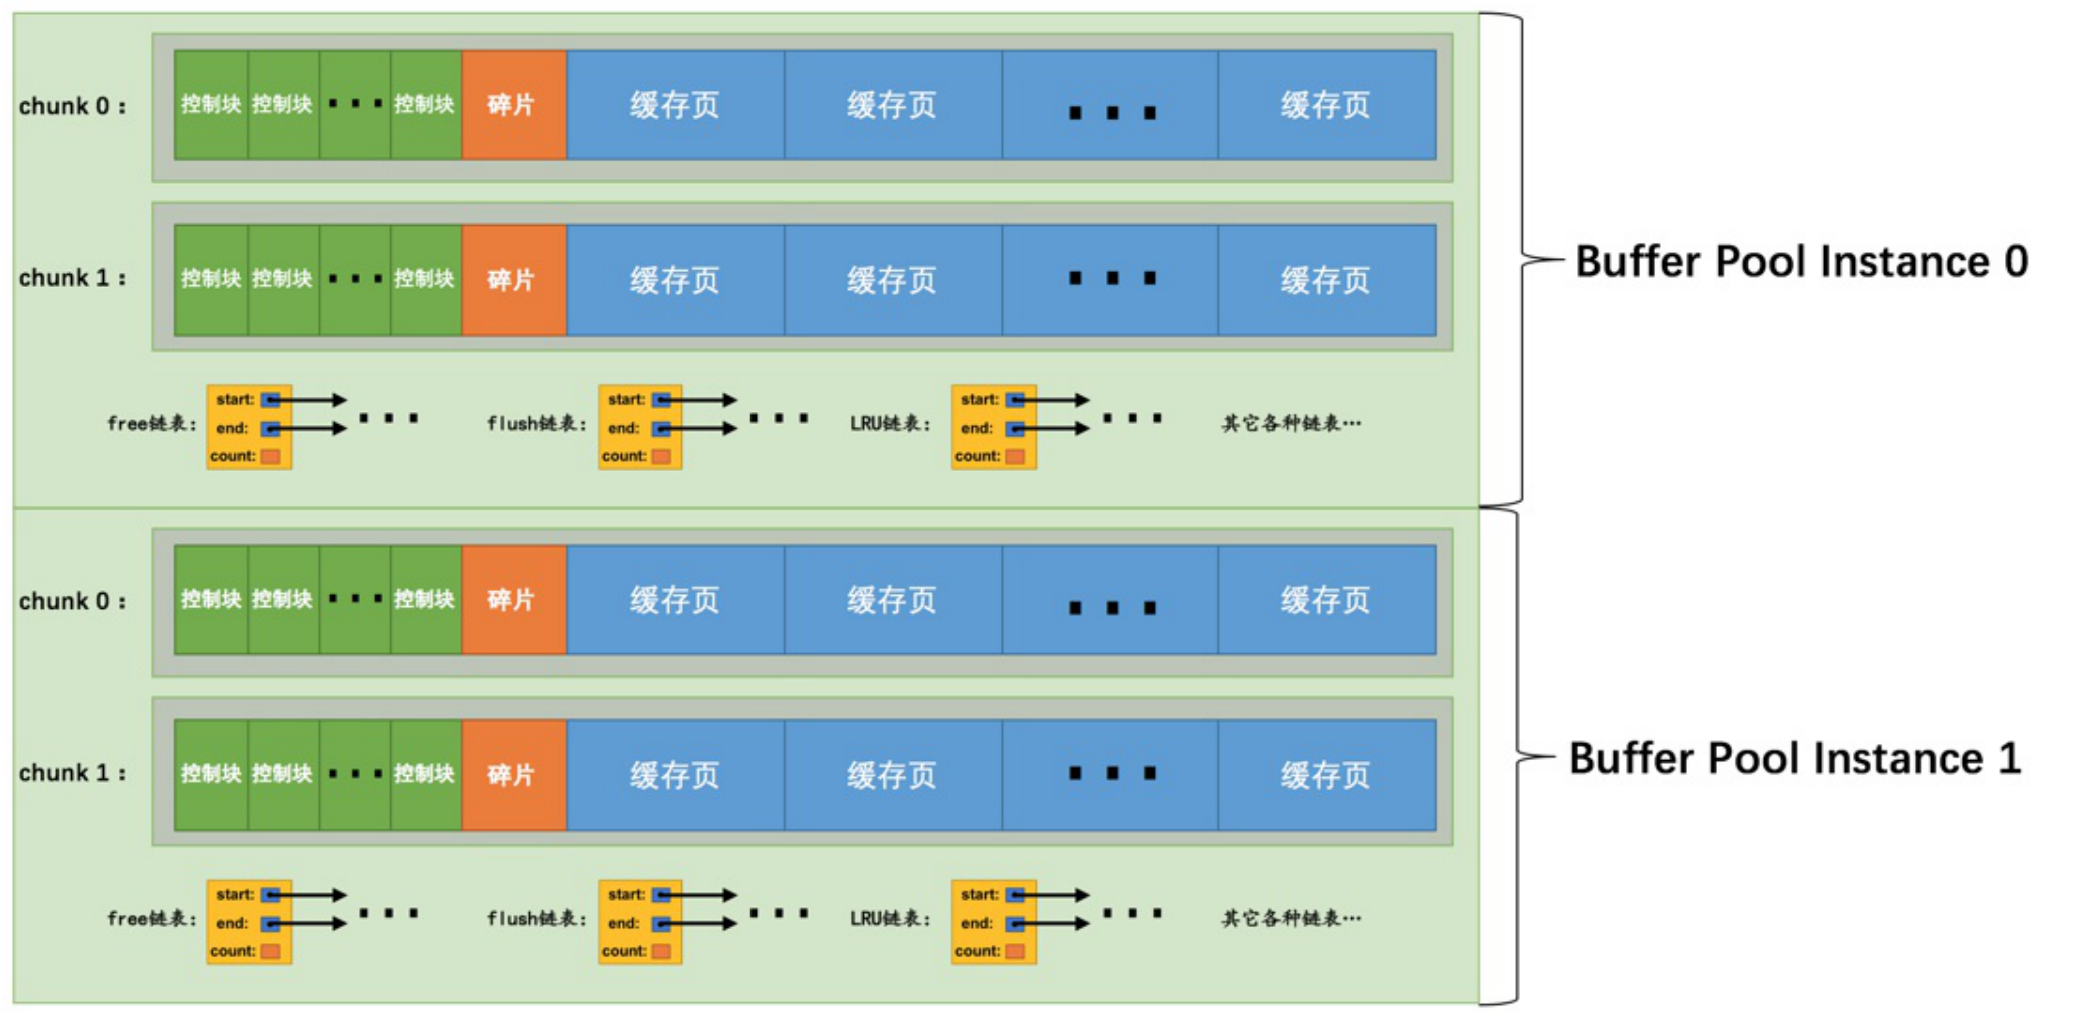 chunk 0： 控制块 控制块 ··· 控制块 碎片 缓存页 缓存页 ··· 缓存页
chunk 1： 控制块 控制块 ··· 控制块 碎片 缓存页 缓存页 ··· 缓存页
Buffer Pool Instance 0
free链表： start: end: count: ···
flush链表： start: end: count: ···
LRU链表： start: end: count: ···
其它各种链表…
chunk 0： 控制块 控制块 ··· 控制块 碎片 缓存页 缓存页 ··· 缓存页
chunk 1： 控制块 控制块 ··· 控制块 碎片 缓存页 缓存页 ··· 缓存页
Buffer Pool Instance 1
free链表： start: end: count: ···
flush链表： start: end: count: ···
LRU链表： start: end: count: ···
其它各种链表…